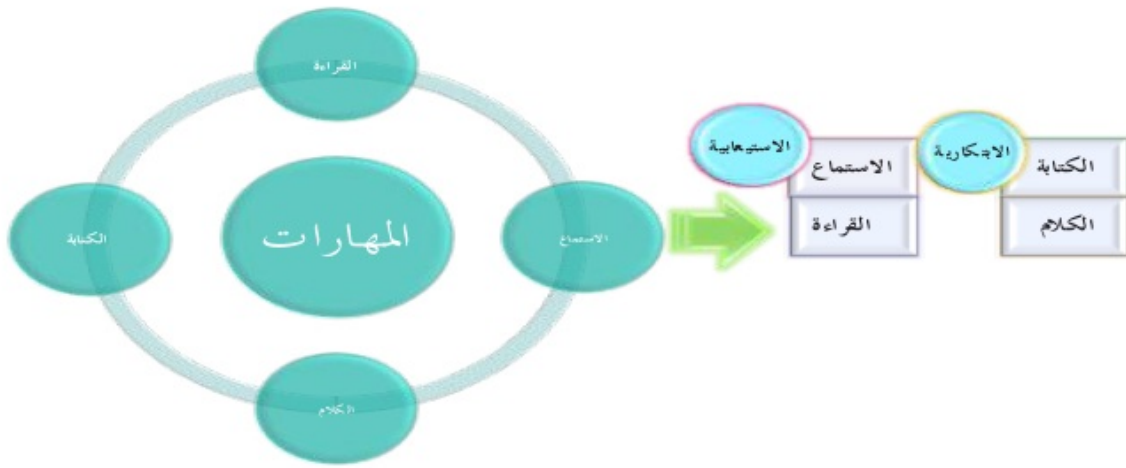 القراءة
الكتابة
المهارات
الاستماع
الكلام
الاستيعابية
الاستماع
القراءة
الابتكارية
الكتابة
الكلام